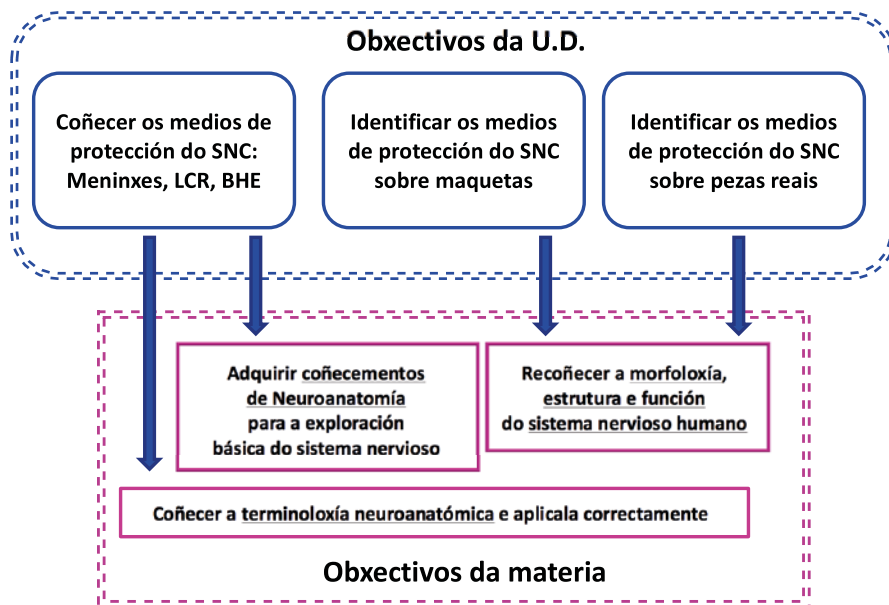 Obxectivos da U.D.
Coñecer os medios de
protección do SNC:
Meninxes, LCR, BHE
Identificar os medios
de protección do SNC
sobre maquetas
Identificar os medios
de protección do SNC
sobre pezas reais
Adquirir coñecementos
de Neuroanatomía
para a exploración
básica do sistema nervioso
Recoñecer a morfoloxía,
estrutura e función
do sistema nervioso humano
Coñecer a terminoloxía neuroanatómica e aplicala correctamente
Obxectivos da materia